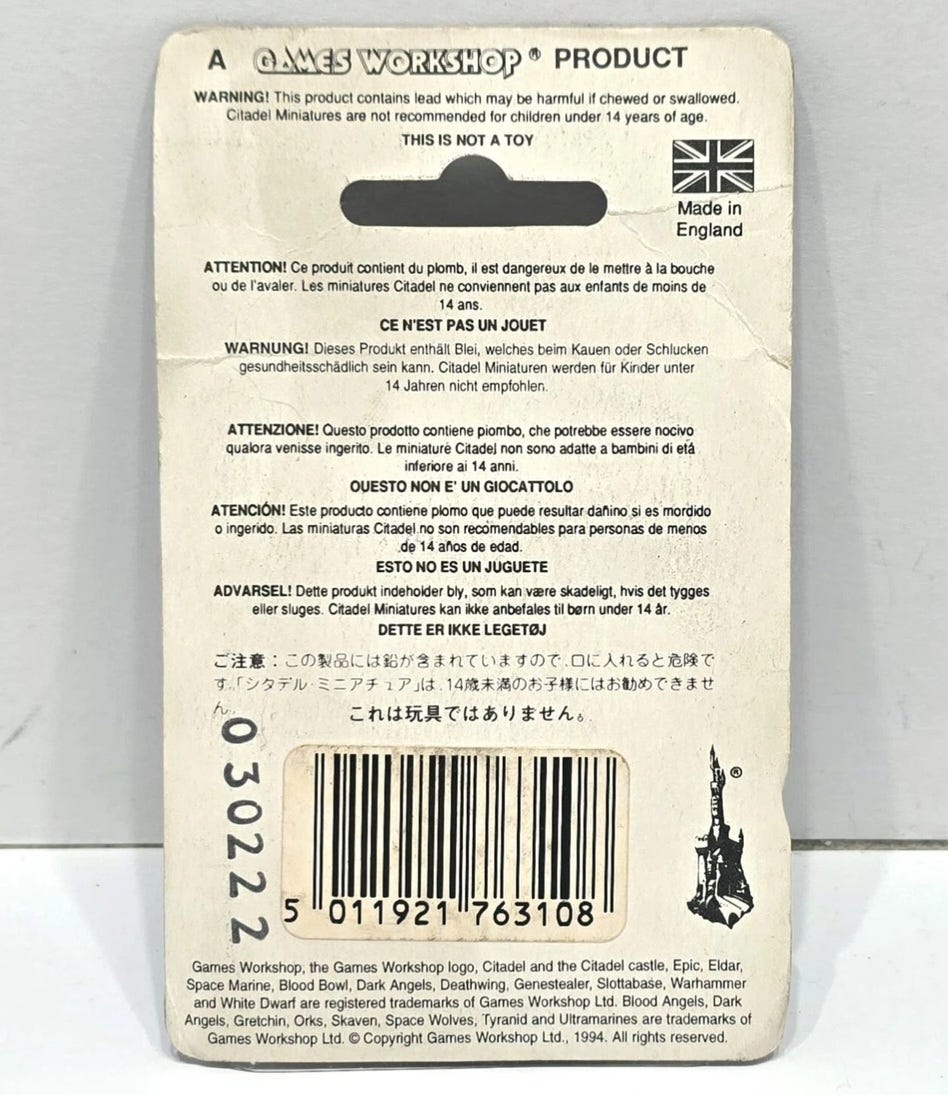 A GAMES WORKSHOP® PRODUCT
WARNING! This product contains lead which may be harmful if chewed or swallowed.
Citadel Miniatures are not recommended for children under 14 years of age.
THIS IS NOT A TOY
Made in
England
ATTENTION! Ce produit contient du plomb, il est dangereux de le mettre à la bouche
ou de l'avaler. Les miniatures Citadel ne conviennent pas aux enfants de moins de
14 ans.
CE N'EST PAS UN JOUET
WARNUNG! Dieses Produkt enthält Blei, welches beim Kauen oder Schlucken
gesundheitsschädlich sein kann. Citadel Miniaturen werden für Kinder unter
14 Jahren nicht empfohlen.
ATTENZIONE! Questo prodotto contiene piombo, che potrebbe essere nocivo
qualora venisse ingerito. Le miniature Citadel non sono adatte a bambini di etá
inferiore ai 14 anni.
QUESTO NON E' UN GIOCATTOLO
ATENCIÓN! Este producto contiene plomo que puede resultar dañino si es mordido
o ingerido. Las miniaturas Citadel no son recomendables para personas de menos
de 14 años de edad.
ESTO NO ES UN JUGUETE
ADVARSEL! Dette produkt indeholder bly, som kan være skadeligt, hvis det tygges
eller sluges. Citadel Miniatures kan ikke anbefales til børn under 14 år.
DETTE ER IKKE LEGETØJ
ご注意：この製品には鉛が含まれていますので、口に入れると危険で
す。「シタデル・ミニアチュア」は、14歳未満のお子様にはお勧めできませ
ん。
これは玩具ではありません。
030222
5 011921 763108
®
Games Workshop, the Games Workshop logo, Citadel and the Citadel castle, Epic, Eldar,
Space Marine, Blood Bowl, Dark Angels, Deathwing, Genestealer, Slottabase, Warhammer
and White Dwarf are registered trademarks of Games Workshop Ltd. Blood Angels, Dark
Angels, Gretchin, Orks, Skaven, Space Wolves, Tyranid and Ultramarines are trademarks of
Games Workshop Ltd. © Copyright Games Workshop Ltd., 1994. All rights reserved.